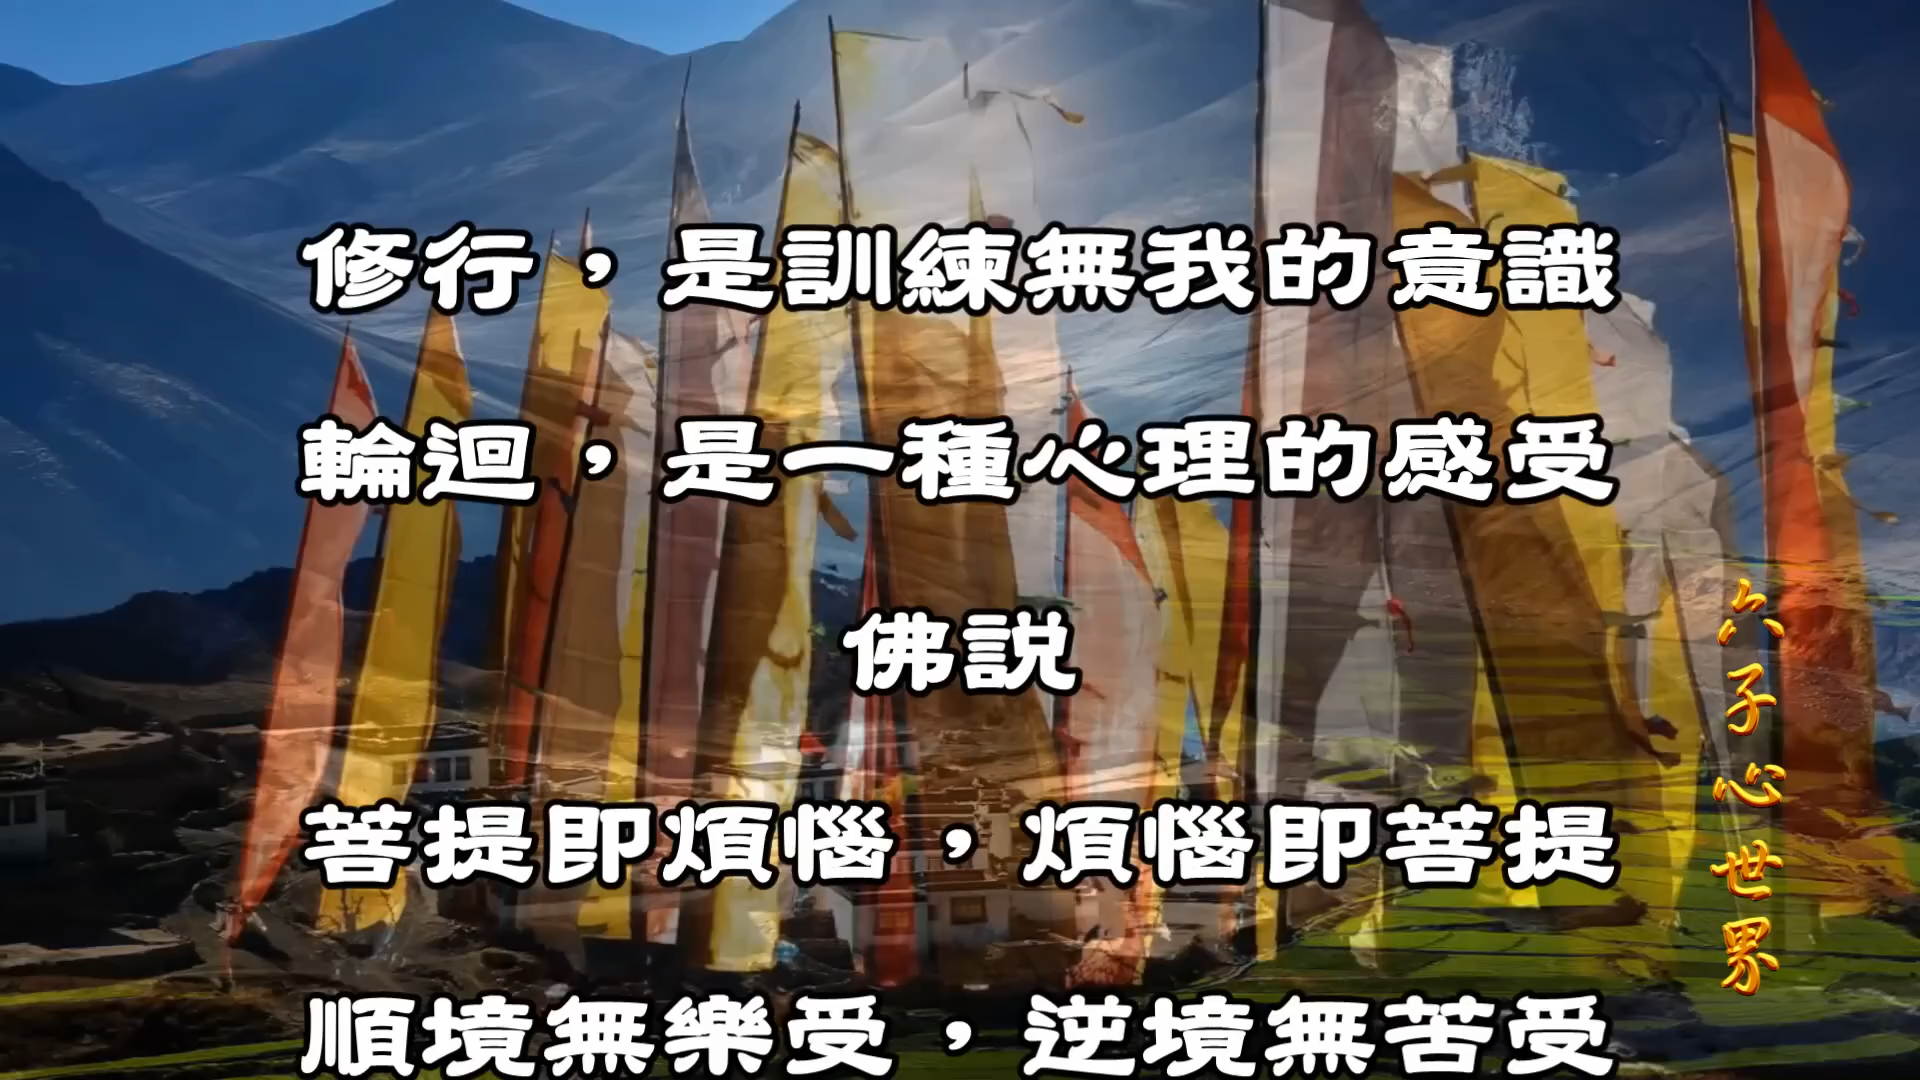 修行，是訓練無我的意識
輪迴，是一種心理的感受
佛説
菩提即煩惱，煩惱即菩提
順境無樂受，逆境無苦受
六子心世界